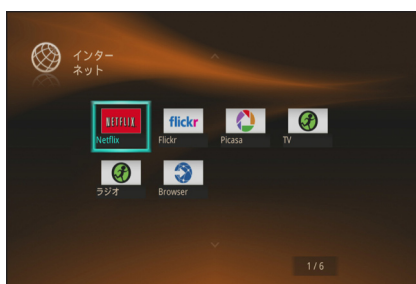 インター
ネット
NETFLIX
flickr
Netflix
Flickr
Picasa
TV
ラジオ
Browser
1/6